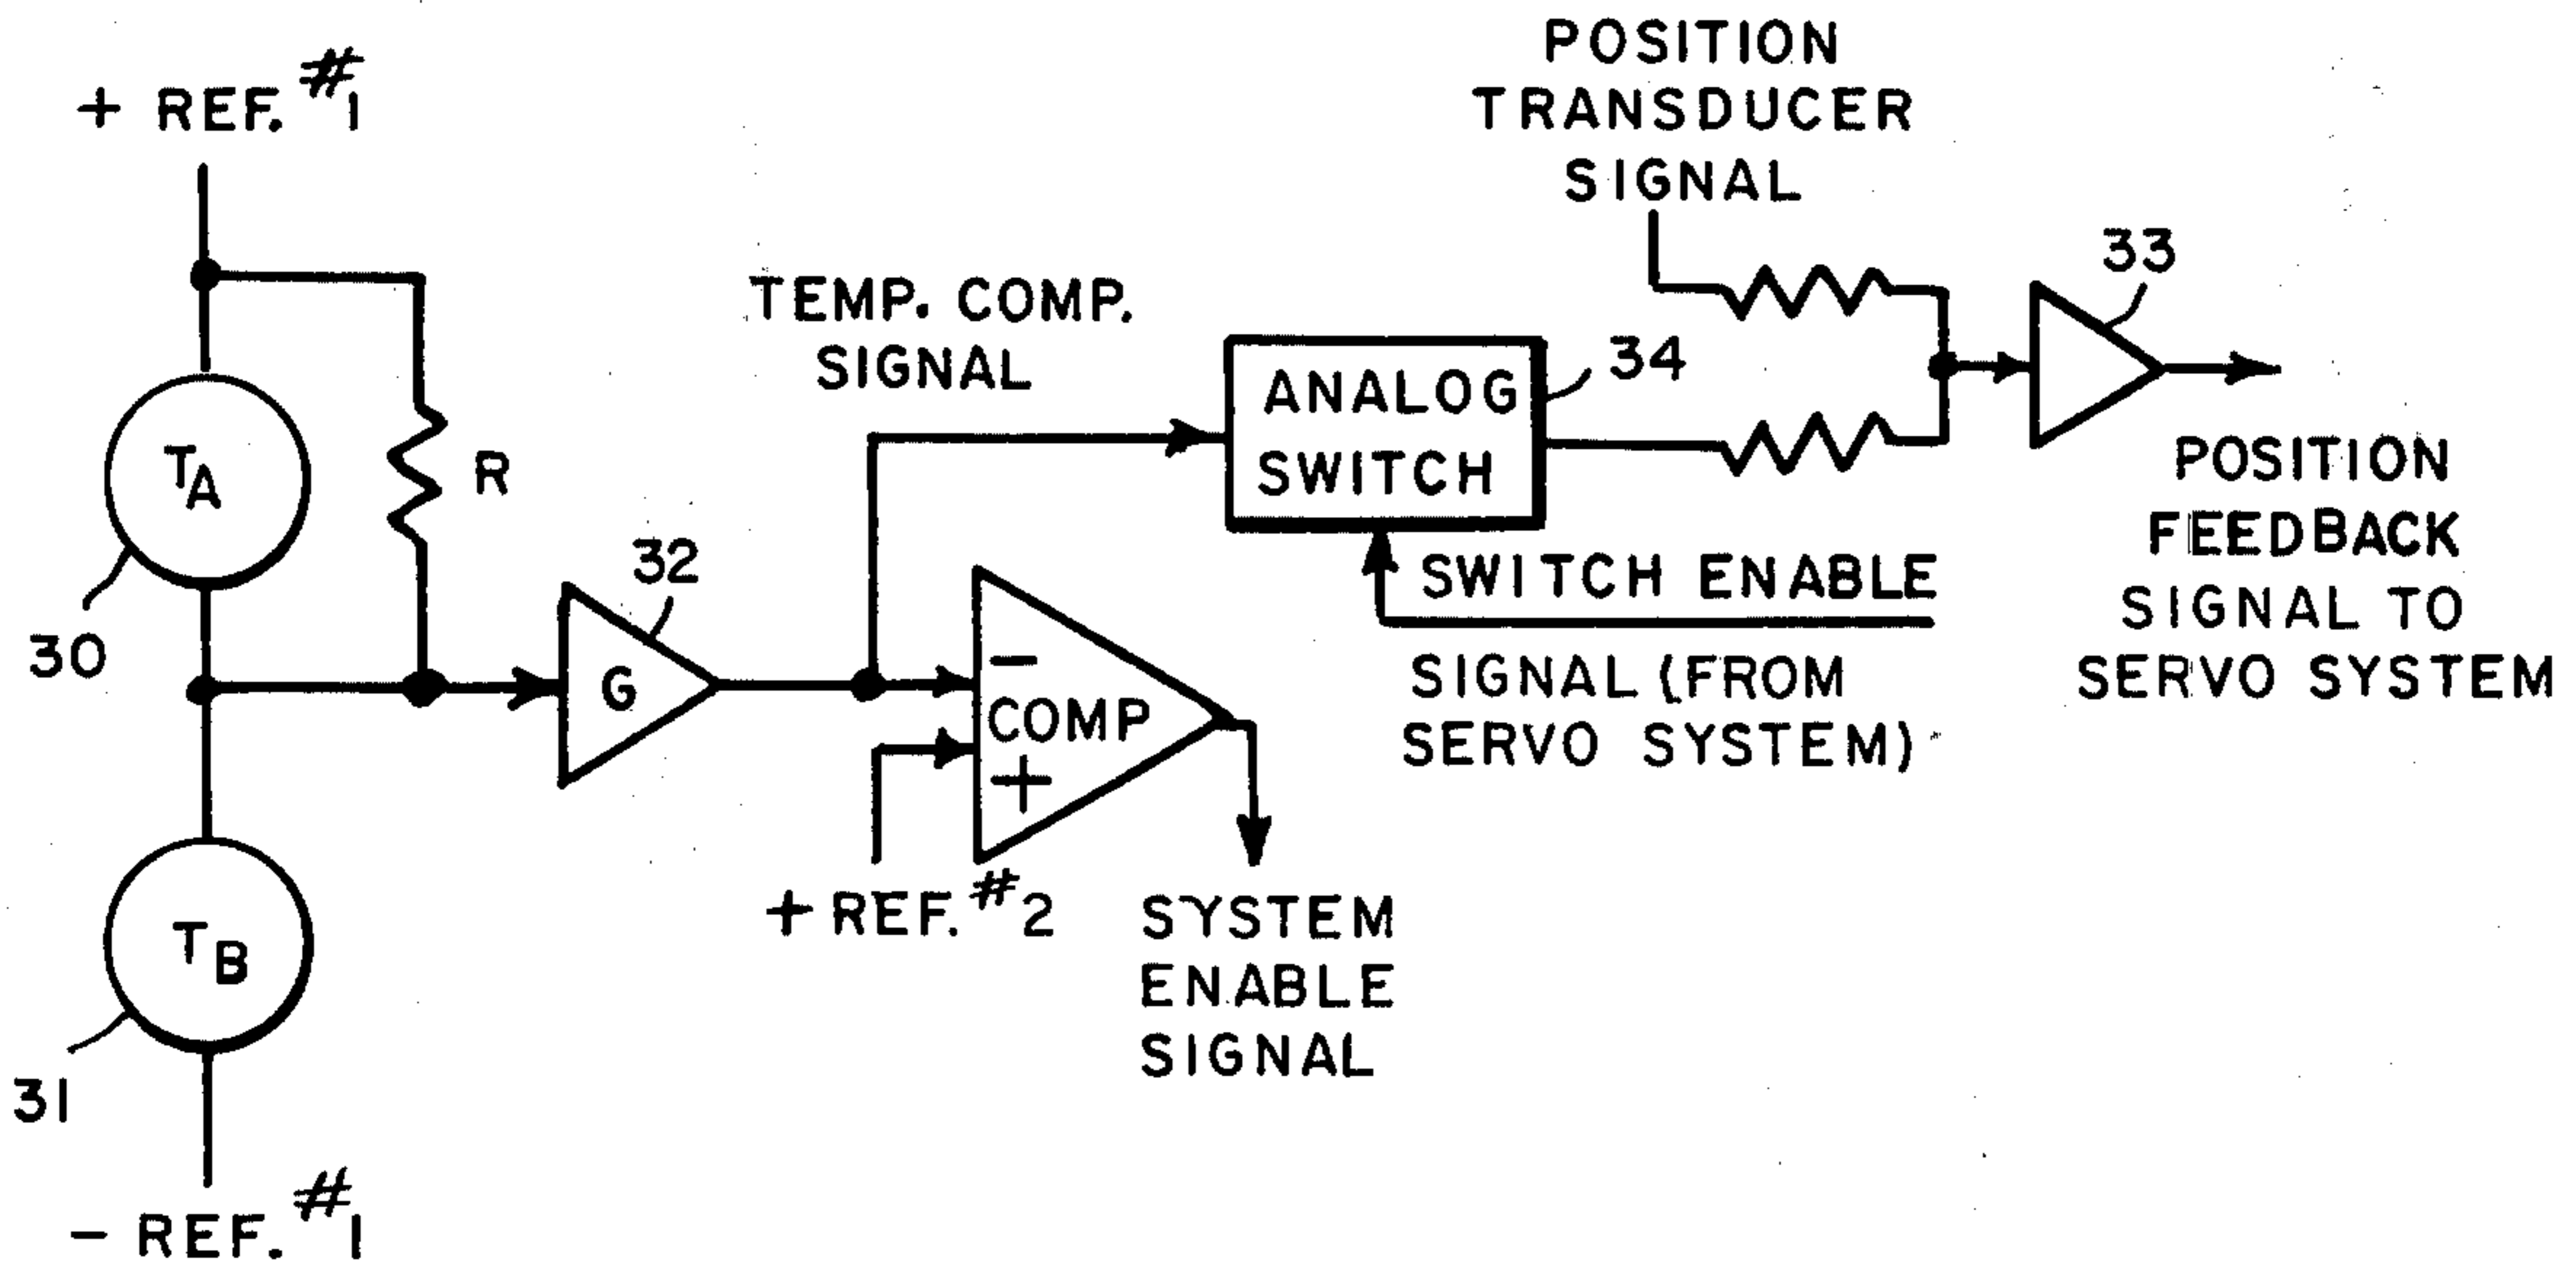 + REF. #1
TA
30
R
TB
31
- REF. #1
32
G
TEMP. COMP.
SIGNAL
-
COMP
+
+ REF. #2
SYSTEM
ENABLE
SIGNAL
ANALOG
SWITCH
34
SWITCH ENABLE
SIGNAL (FROM
SERVO SYSTEM)
POSITION
TRANSDUCER
SIGNAL
33
POSITION
FEEDBACK
SIGNAL TO
SERVO SYSTEM